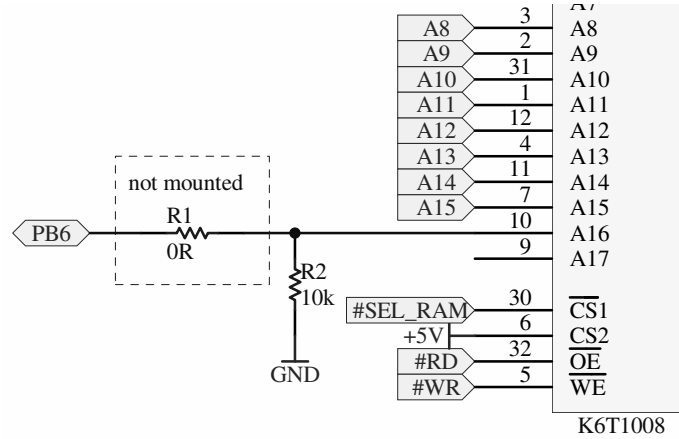 A7
A8 3 A8
A9 2 A9
A10 31 A10
A11 1 A11
A12 12 A12
A13 4 A13
A14 11 A14
A15 7 A15
not mounted
R1
PB6 10 A16
0R
9 A17
R2
10k
GND
#SEL_RAM 30 CS1
+5V 6 CS2
#RD 32 OE
#WR 5 WE
K6T1008